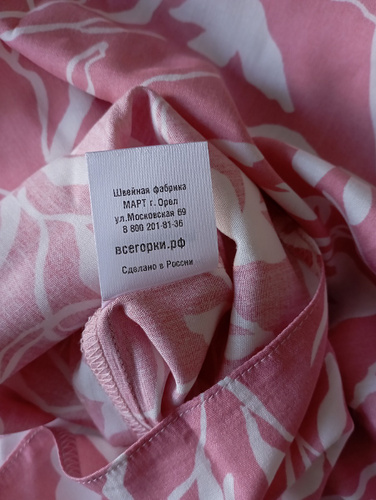 Швейная фабрика
МАРТ г. Орел
ул.Московская 69
8 800 201-81-36
всегорки.рф
Сделано в России